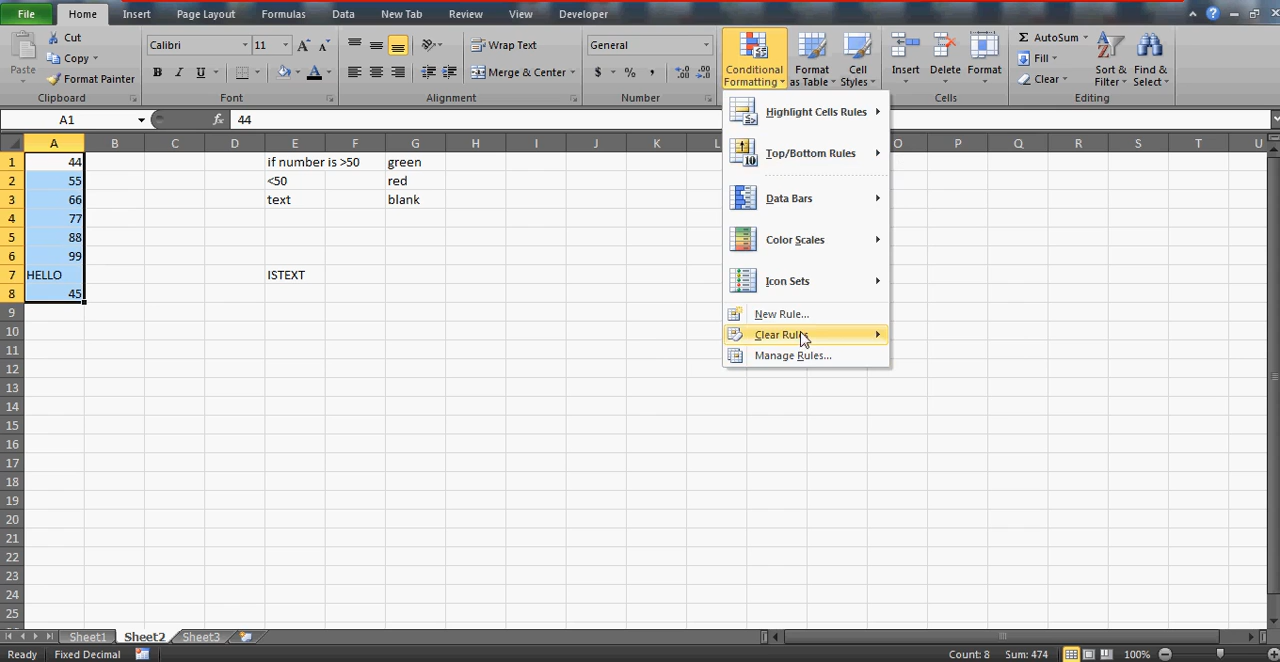 File Home Insert Page Layout Formulas Data New Tab Review View Developer
Paste
Cut
Copy
Format Painter
Clipboard
Calibri 11 A A
B I U A
Font
Wrap Text
Merge & Center
Alignment
General
$ % ,
Number
Conditional Formatting
Format as Table
Cell Styles
Insert Delete Format
Cells
AutoSum
Fill
Clear
Sort & Filter
Find & Select
Editing
A1 fx 44
A B C D E F G H I J K L O P Q R S T U
1 44 if number is >50 green
2 55 <50 red
3 66 text blank
4 77
5 88
6 99
7 HELLO ISTEXT
8 45
9
10
11
12
13
14
15
16
17
18
19
20
21
22
23
24
25
Highlight Cells Rules
Top/Bottom Rules
10
Data Bars
Color Scales
Icon Sets
New Rule...
Clear Rules
Manage Rules...
Sheet1 Sheet2 Sheet3
Ready Fixed Decimal Count: 8 Sum: 474 100%